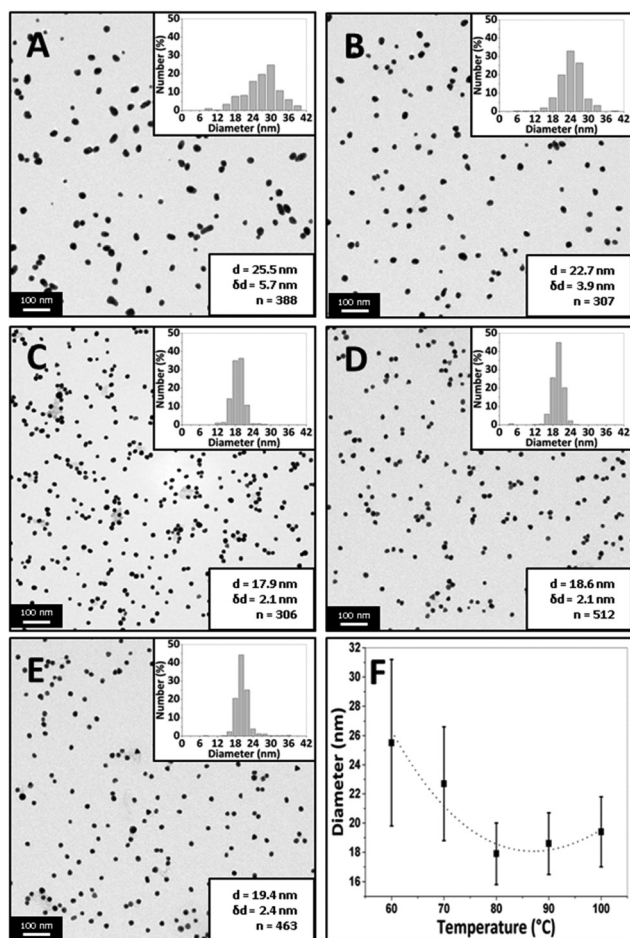 A
Number (%)
50
40
30
20
10
0
0 6 12 18 24 30 36 42
Diameter (nm)
d = 25.5 nm
δd = 5.7 nm
n = 388
100 nm
B
Number (%)
50
40
30
20
10
0
0 6 12 18 24 30 36 42
Diameter (nm)
d = 22.7 nm
δd = 3.9 nm
n = 307
100 nm
C
Number (%)
50
40
30
20
10
0
0 6 12 18 24 30 36 42
Diameter (nm)
d = 17.9 nm
δd = 2.1 nm
n = 306
100 nm
D
Number (%)
50
40
30
20
10
0
0 6 12 18 24 30 36 42
Diameter (nm)
d = 18.6 nm
δd = 2.1 nm
n = 512
100 nm
E
Number (%)
50
40
30
20
10
0
0 6 12 18 24 30 36 42
Diameter (nm)
d = 19.4 nm
δd = 2.4 nm
n = 463
100 nm
F
Diameter (nm)
32
30
28
26
24
22
20
18
16
60 70 80 90 100
Temperature (°C)